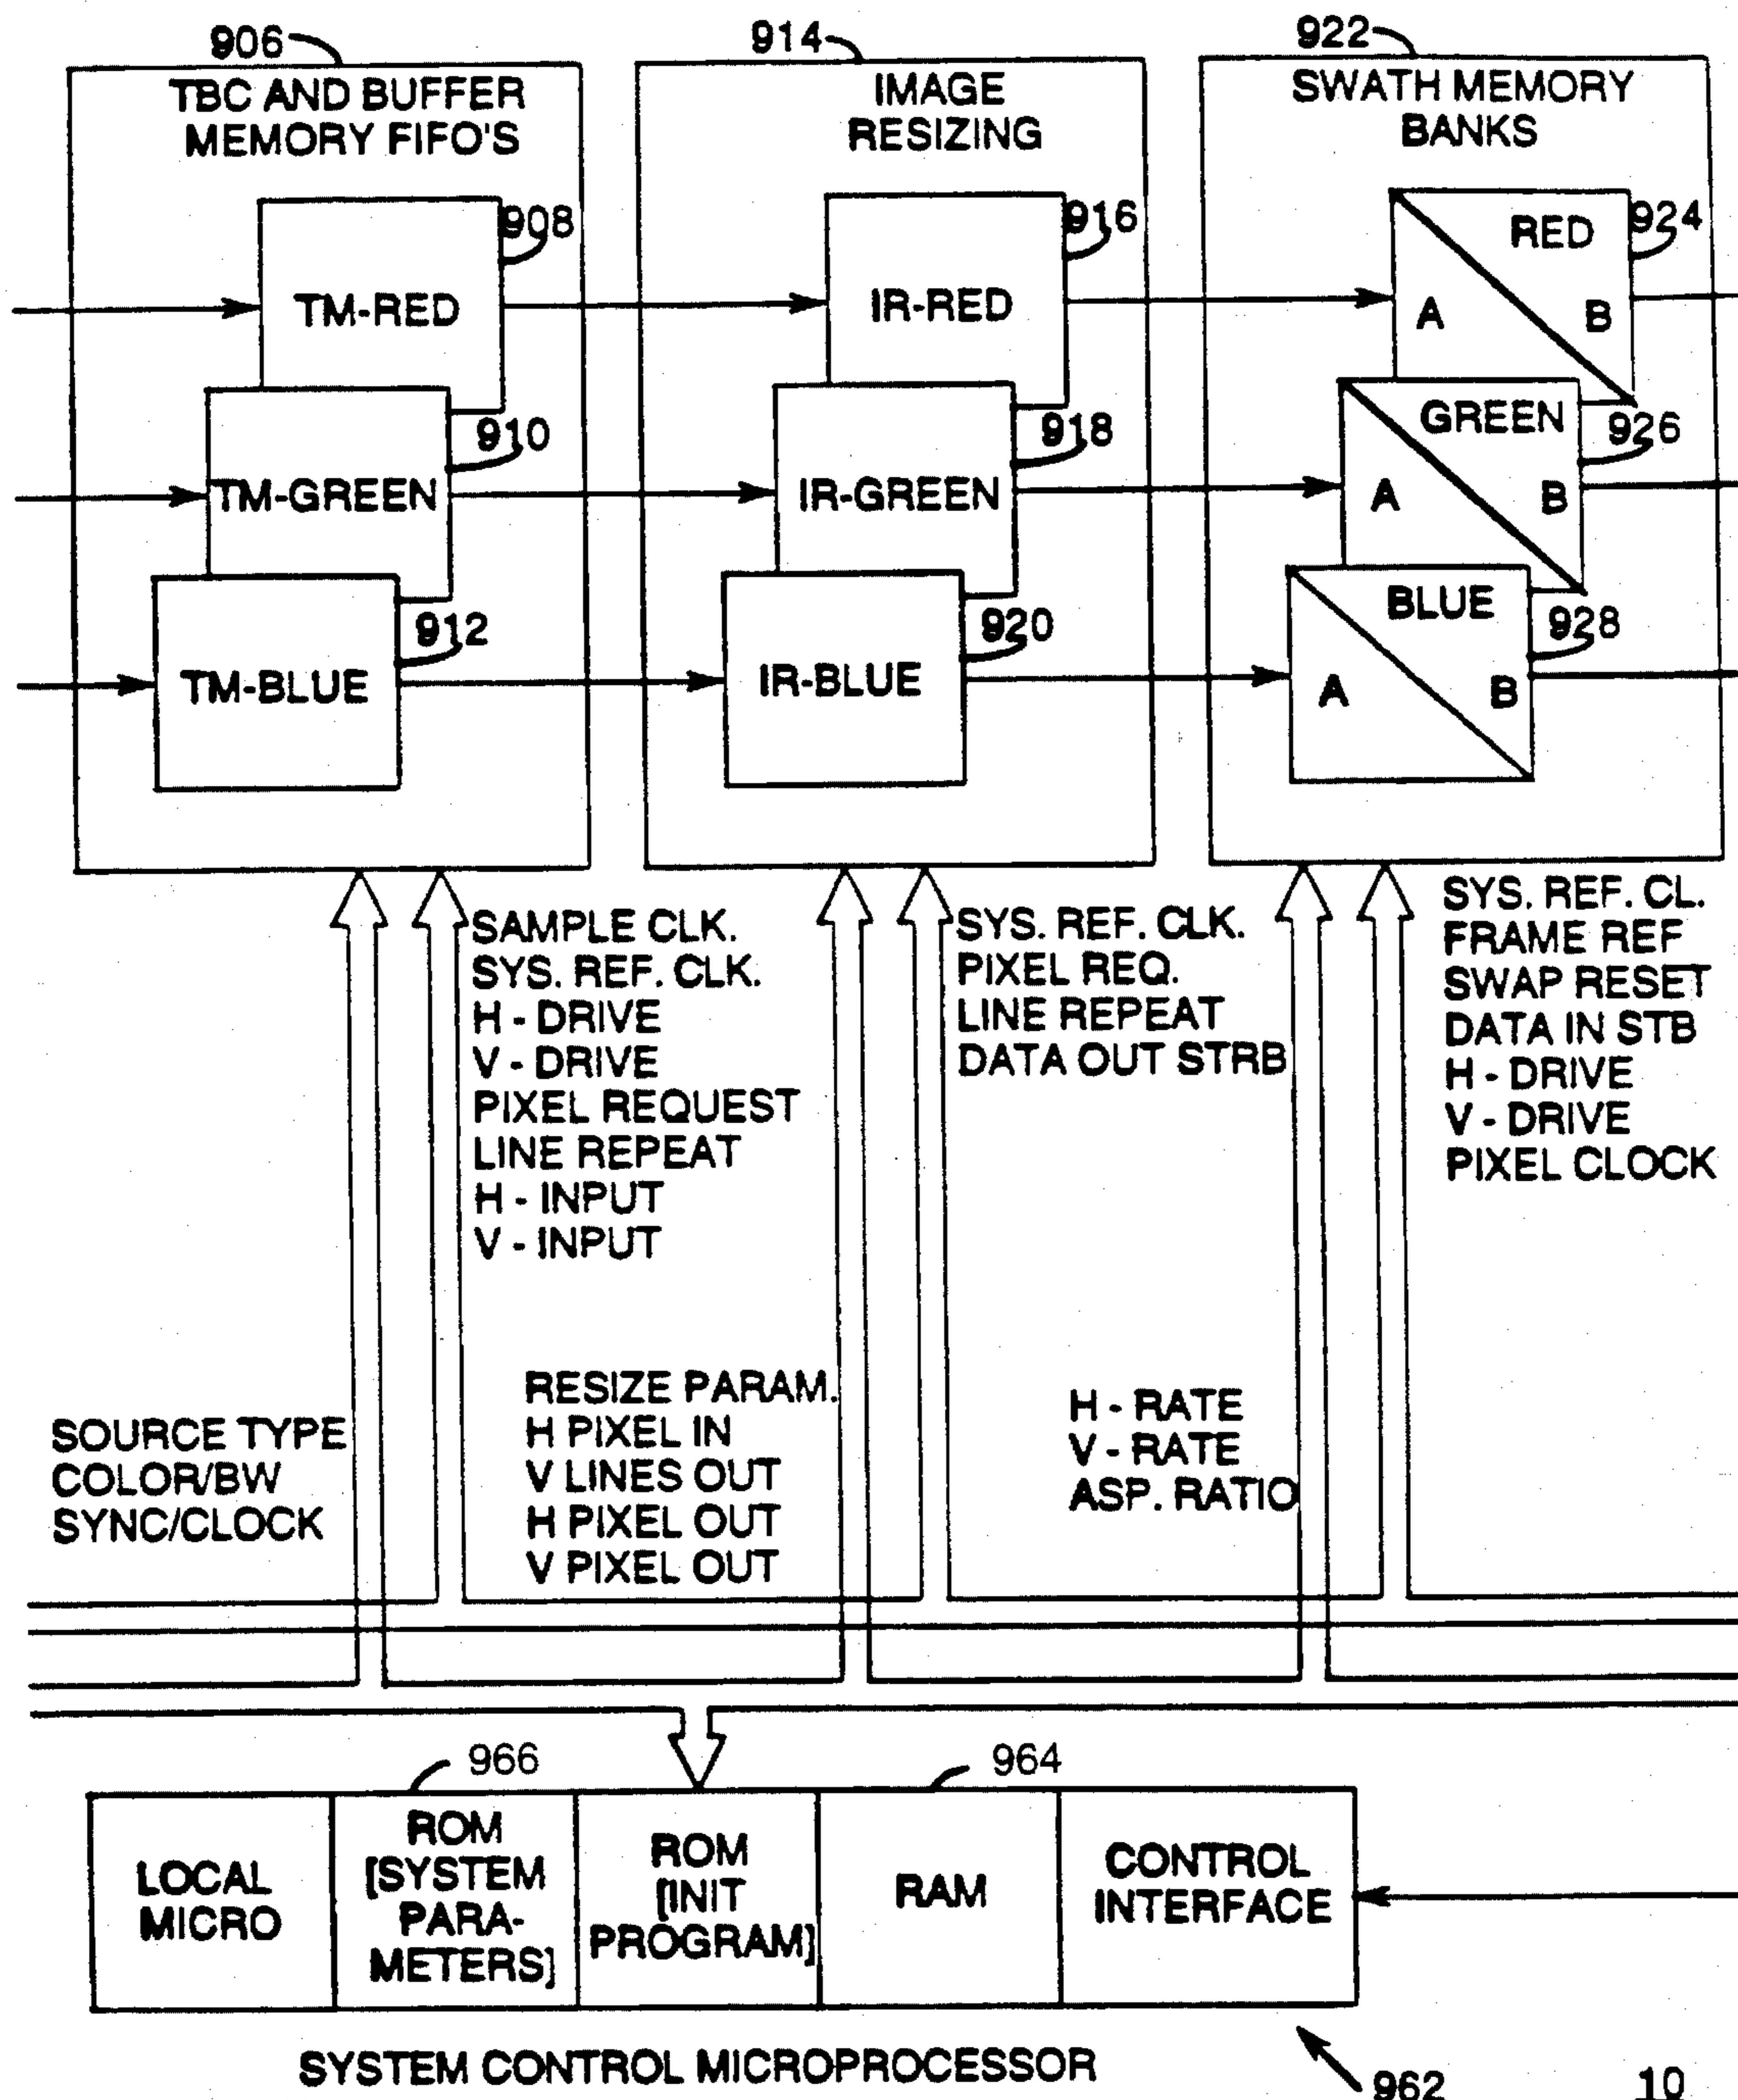 906
914
922
TBC AND BUFFER
MEMORY FIFO'S
IMAGE
RESIZING
SWATH MEMORY
BANKS
908
916
RED
924
TM-RED
IR-RED
A
B
910
918
GREEN
926
TM-GREEN
IR-GREEN
A
B
912
920
BLUE
928
TM-BLUE
IR-BLUE
A
B
SAMPLE CLK.
SYS. REF. CLK.
H - DRIVE
V - DRIVE
PIXEL REQUEST
LINE REPEAT
H - INPUT
V - INPUT
SYS. REF. CLK.
PIXEL REQ.
LINE REPEAT
DATA OUT STRB
SYS. REF. CL.
FRAME REF
SWAP RESET
DATA IN STB
H - DRIVE
V - DRIVE
PIXEL CLOCK
SOURCE TYPE
COLOR/BW
SYNC/CLOCK
RESIZE PARAM.
H PIXEL IN
V LINES OUT
H PIXEL OUT
V PIXEL OUT
H - RATE
V - RATE
ASP. RATIO
966
964
LOCAL
MICRO
ROM
[SYSTEM
PARA-
METERS]
ROM
[INIT
PROGRAM]
RAM
CONTROL
INTERFACE
SYSTEM CONTROL MICROPROCESSOR
962
10